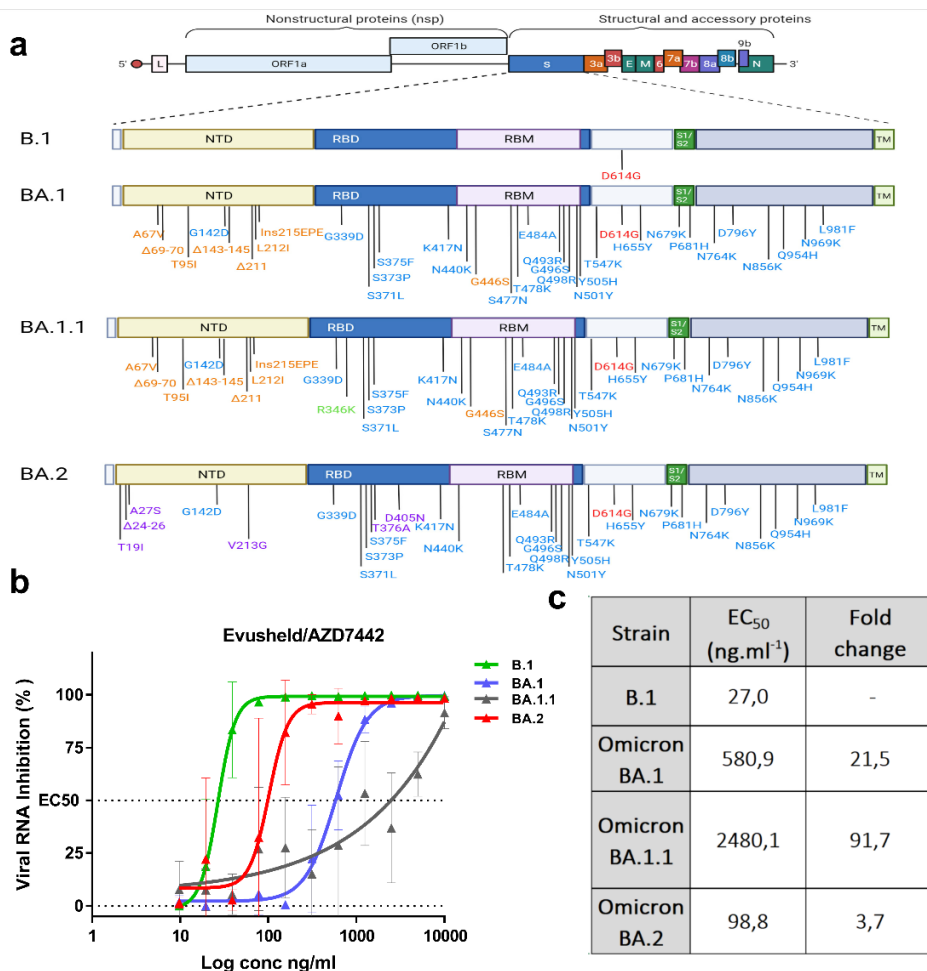 a
Nonstructural proteins (nsp)
Structural and accessory proteins
ORF1b
9b
5' L ORF1a S 3a 3b E M 6 7a 7b 8a 8b N 3'
B.1
NTD RBD RBM S1/S2 TM
D614G
BA.1
NTD RBD RBM S1/S2 TM
A67V G142D Ins215EPE G339D K417N E484A D614G N679K D796Y L981F
Δ69-70 Δ143-145 L212I S375F N440K Q493R T547K H655Y P681H N764K N969K
T95I Δ211 S373P G446S T478K G496S Y505H N856K Q954H
S371L S477N Q498R N501Y
BA.1.1
NTD RBD RBM S1/S2 TM
A67V G142D Ins215EPE G339D K417N E484A D614G N679K D796Y L981F
Δ69-70 Δ143-145 L212I S375F N440K Q493R T547K H655Y P681H N764K N969K
T95I Δ211 R346K S373P G446S T478K G496S Y505H N856K Q954H
S371L S477N Q498R N501Y
BA.2
NTD RBD RBM S1/S2 TM
A27S G142D G339D D405N K417N E484A D614G N679K D796Y L981F
Δ24-26 T376A N440K Q493R T547K H655Y P681H N764K N969K
T19I V213G S375F G496S Y505H N856K Q954H
S373P Q498R
S371L T478K N501Y
b
Evusheld/AZD7442
B.1
BA.1
BA.1.1
BA.2
Viral RNA Inhibition (% )
100
75
EC50
25
0
1 10 100 1000 10000
Log conc ng/ml
c
Strain EC50 (ng.ml-1) Fold change
B.1 27,0 -
Omicron BA.1 580,9 21,5
Omicron BA.1.1 2480,1 91,7
Omicron BA.2 98,8 3,7